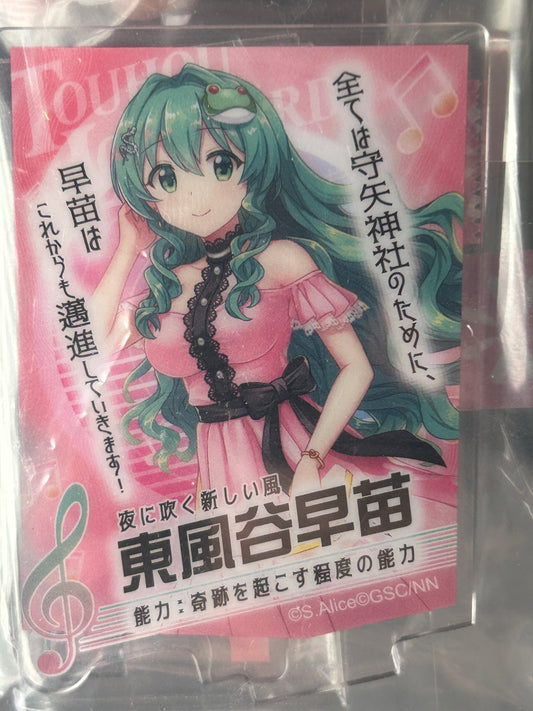 TOUHOU
全ては守矢神社のために、
早苗は
これからも邁進していきます!
夜に吹く新しい風
東風谷早苗
能力:奇跡を起こす程度の能力
©S.Alice©GSC/NN